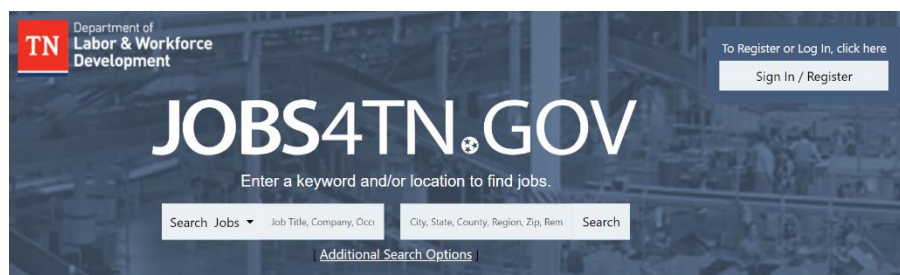 TN
Department of
Labor & Workforce
Development
To Register or Log In, click here
Sign In / Register
JOBS4TN.GOV
Enter a keyword and/or location to find jobs.
Search Jobs Job Title, Company, Occu City, State, County, Region, Zip, Rem Search
[ Additional Search Options ]